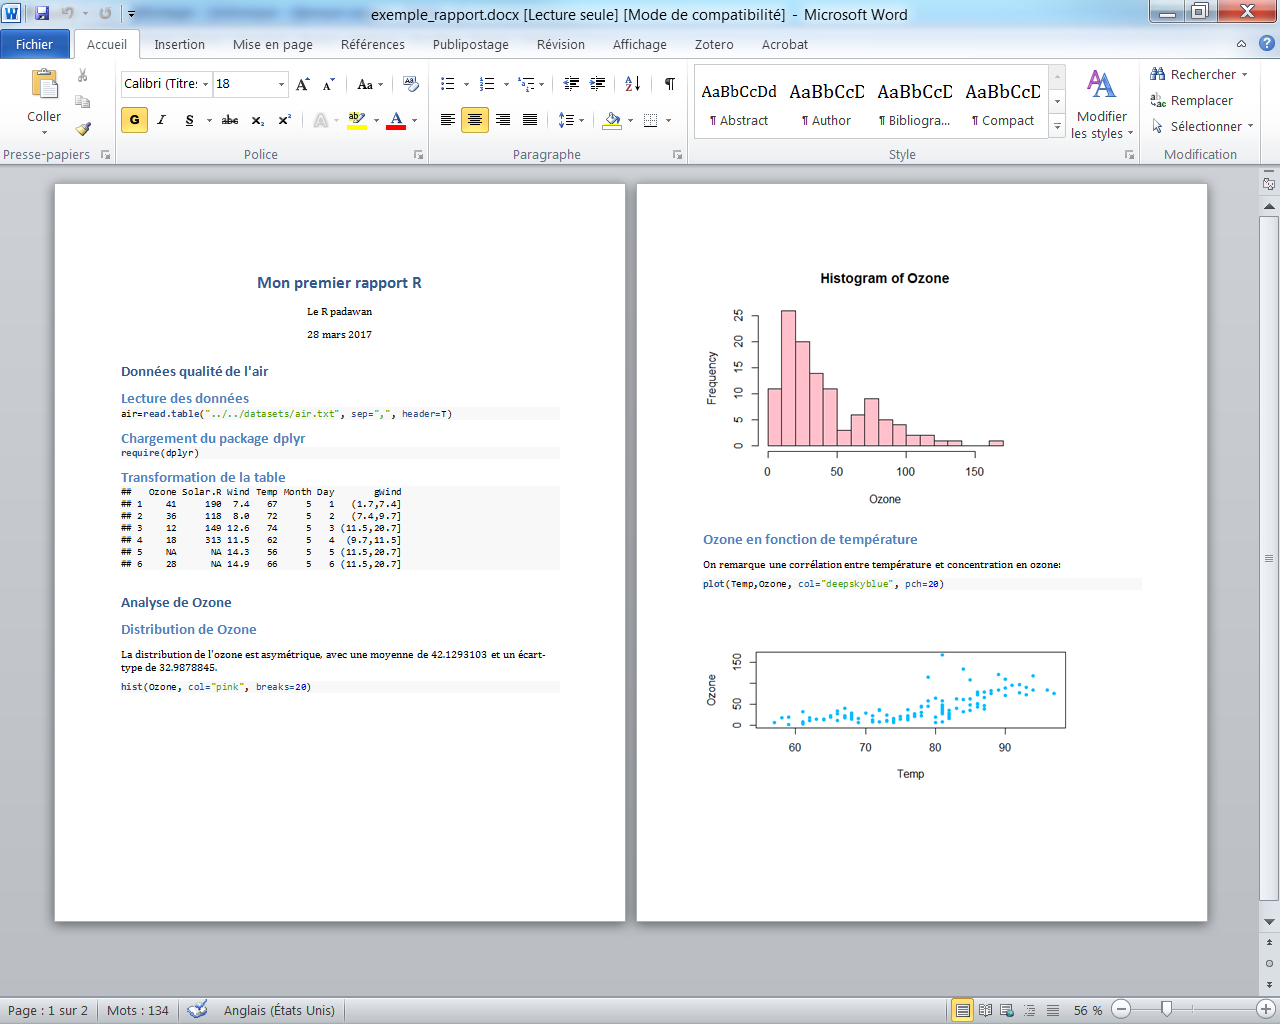 exemple_rapport.docx [Lecture seule] [Mode de compatibilité] - Microsoft Word
Fichier Accueil Insertion Mise en page Références Publipostage Révision Affichage Zotero Acrobat
Coller
Presse-papiers
Calibri (Titre: 18
Aa
G I S abc x₂ x² A ab A
Police
Paragraphe
AaBbCcDd AaBbCcD AaBbCcD AaBbCcD
¶ Abstract ¶ Author ¶ Bibliogra... ¶ Compact
Style
Modifier
les styles
Rechercher
Remplacer
Sélectionner
Modification
Mon premier rapport R
Le R padawan
28 mars 2017
Données qualité de l'air
Lecture des données
air=read.table("../../datasets/air.txt", sep=",", header=T)
Chargement du package dplyr
require(dplyr)
Transformation de la table
## Ozone Solar.R Wind Temp Month Day gWind
## 1 41 190 7.4 67 5 1 (1.7,7.4]
## 2 36 118 8.0 72 5 2 (7.4,9.7]
## 3 12 149 12.6 74 5 3 (11.5,20.7]
## 4 18 313 11.5 62 5 4 (9.7,11.5]
## 5 NA NA 14.3 56 5 5 (11.5,20.7]
## 6 28 NA 14.9 66 5 6 (11.5,20.7]
Analyse de Ozone
Distribution de Ozone
La distribution de l'ozone est asymétrique, avec une moyenne de 42.1293103 et un écart-
type de 32.9878845.
hist(Ozone, col="pink", breaks=20)
Histogram of Ozone
Frequency
25
20
15
10
5
0
0 50 100 150
Ozone
Ozone en fonction de température
On remarque une corrélation entre température et concentration en ozone:
plot(Temp,Ozone, col="deepskyblue", pch=20)
Ozone
150
50
0
60 70 80 90
Temp
Page : 1 sur 2 Mots : 134 Anglais (États Unis) 56 %